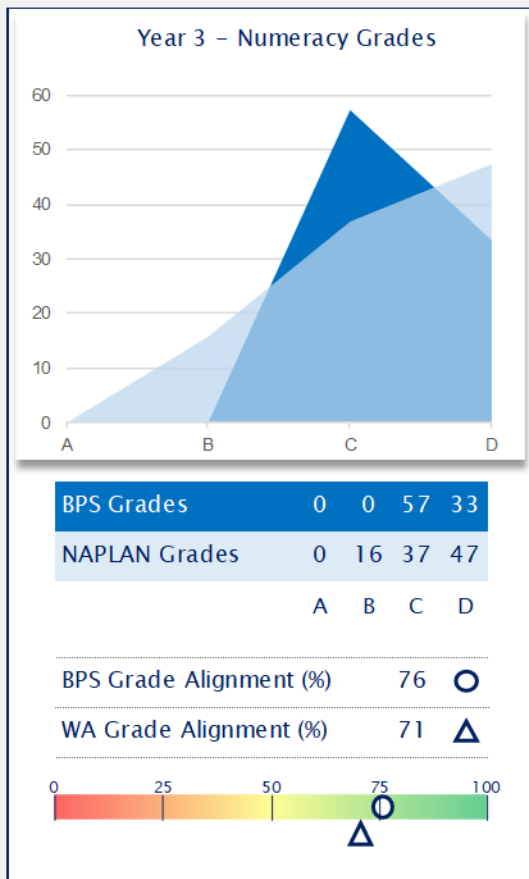 Year 3 – Numeracy Grades
60
50
40
30
20
10
0
A B C D
BPS Grades 0 0 57 33
NAPLAN Grades 0 16 37 47
A B C D
BPS Grade Alignment (%) 76
WA Grade Alignment (%) 71
0 25 50 75 100